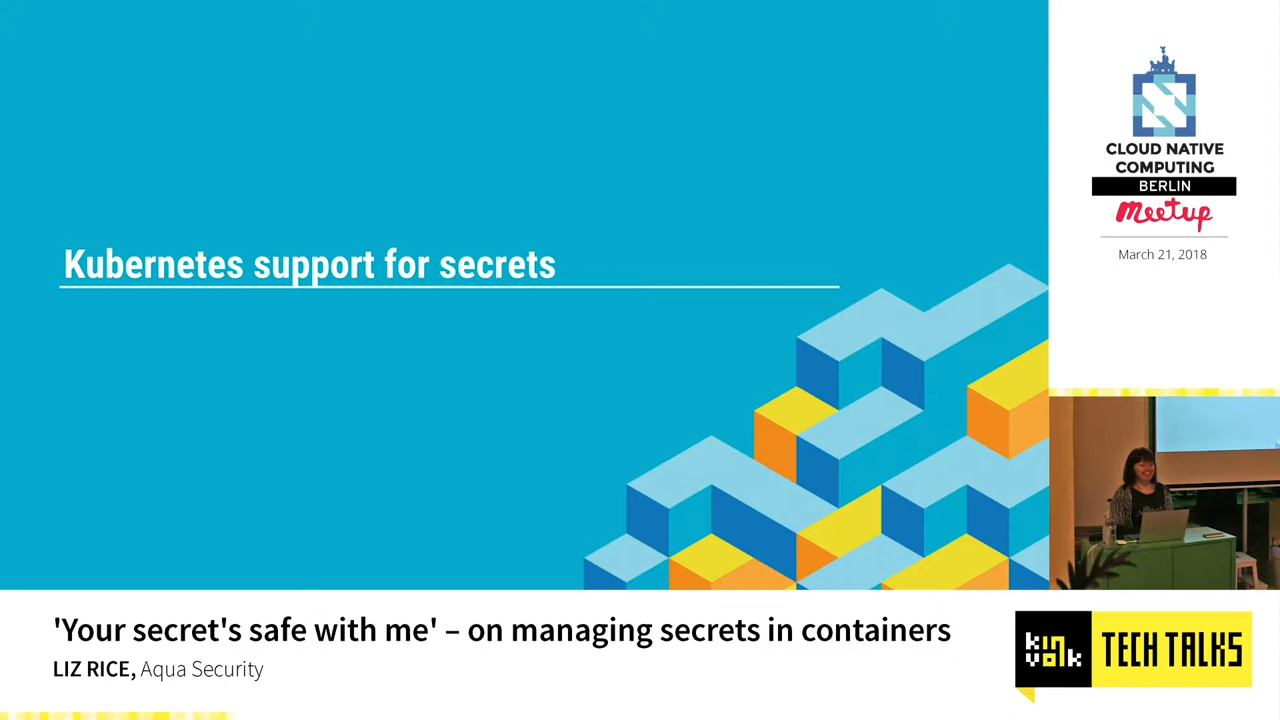 Kubernetes support for secrets
CLOUD NATIVE
COMPUTING
BERLIN
meetup
March 21, 2018
'Your secret's safe with me' – on managing secrets in containers
LIZ RICE, Aqua Security
kinvolk
TECH TALKS